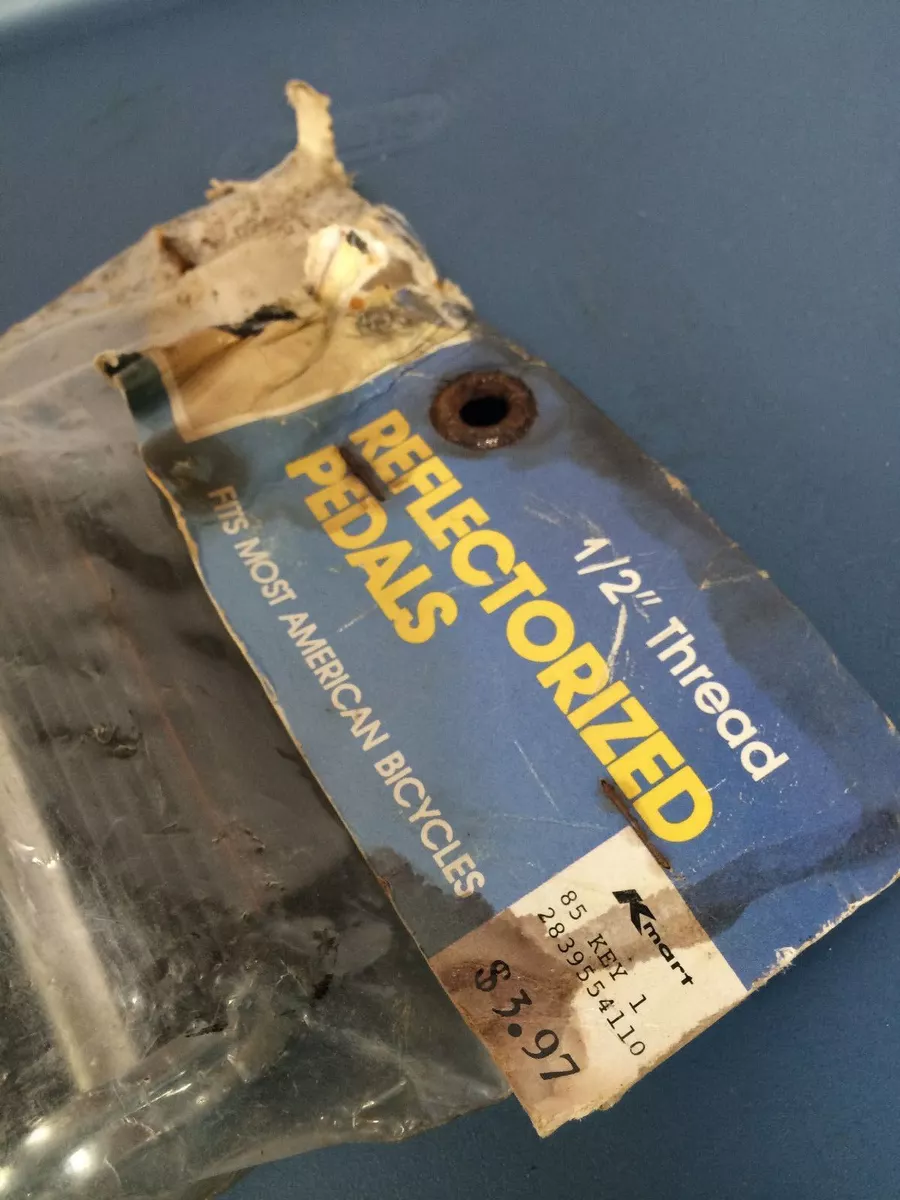 1/2" Thread
REFLECTORIZED
PEDALS
FITS MOST AMERICAN BICYCLES
Kmart
85 KEY 1
2839554110
$3.97